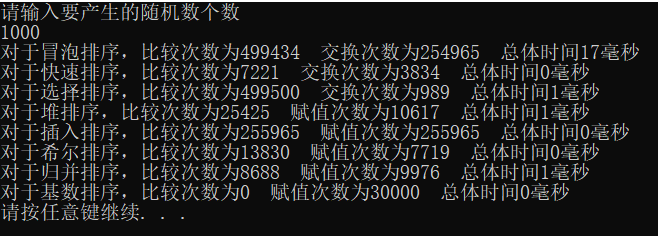 请输入要产生的随机数个数
1000
对于冒泡排序，比较次数为499434  交换次数为254965  总体时间17毫秒
对于快速排序，比较次数为7221  交换次数为3834  总体时间0毫秒
对于选择排序，比较次数为499500  交换次数为989  总体时间1毫秒
对于堆排序，比较次数为25425  赋值次数为10617  总体时间1毫秒
对于插入排序，比较次数为255965  赋值次数为255965  总体时间0毫秒
对于希尔排序，比较次数为13830  赋值次数为7719  总体时间0毫秒
对于归并排序，比较次数为8688  赋值次数为9976  总体时间1毫秒
对于基数排序，比较次数为0  赋值次数为30000  总体时间0毫秒
请按任意键继续. . .